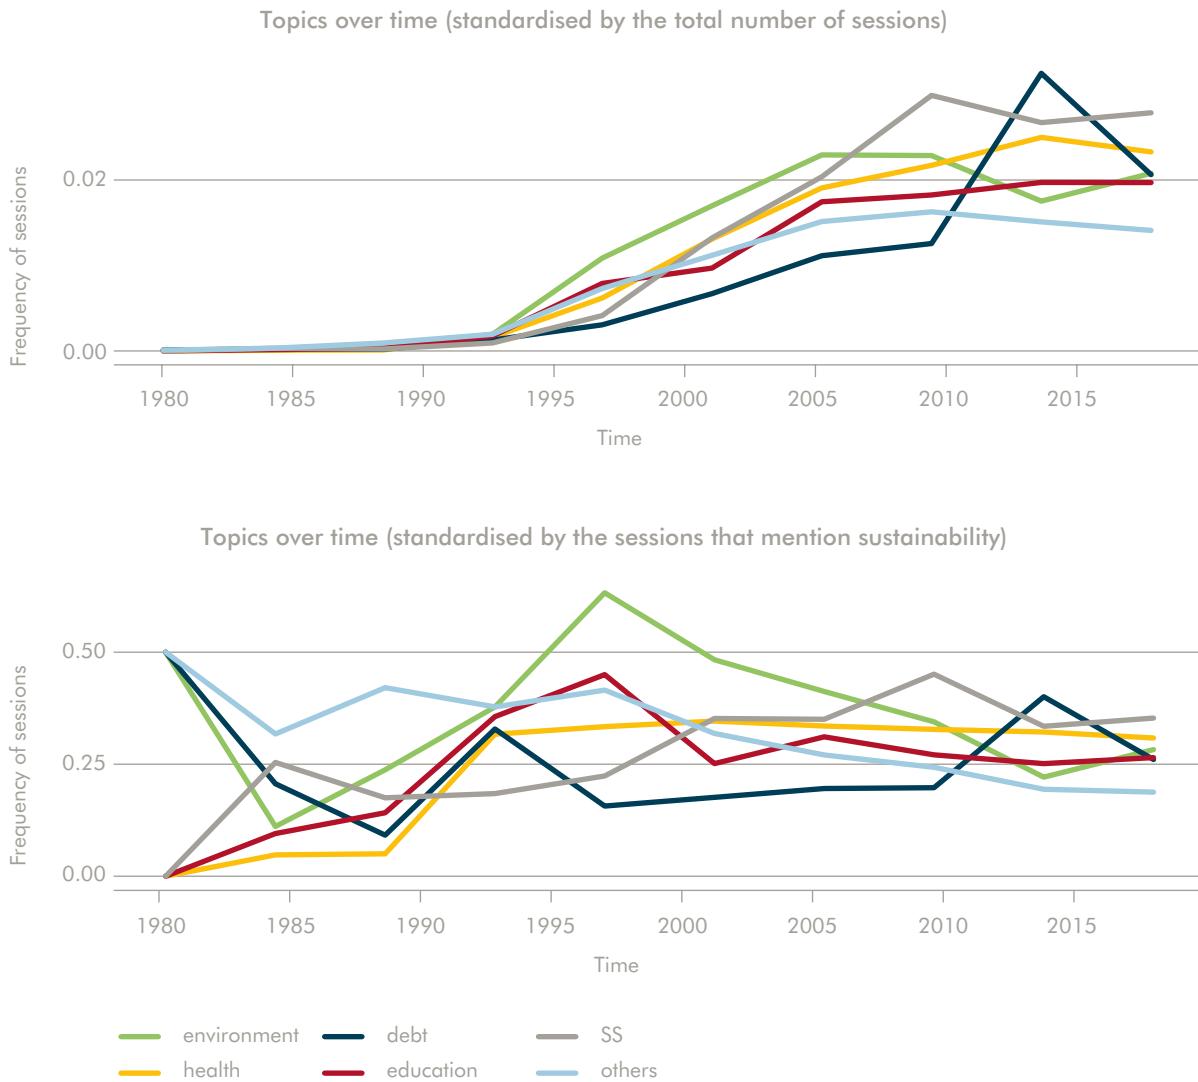 Topics over time (standardised by the total number of sessions)
Frequency of sessions
0.02
0.00
1980 1985 1990 1995 2000 2005 2010 2015
Time
Topics over time (standardised by the sessions that mention sustainability)
Frequency of sessions
0.50
0.25
0.00
1980 1985 1990 1995 2000 2005 2010 2015
Time
environment debt SS
health education others